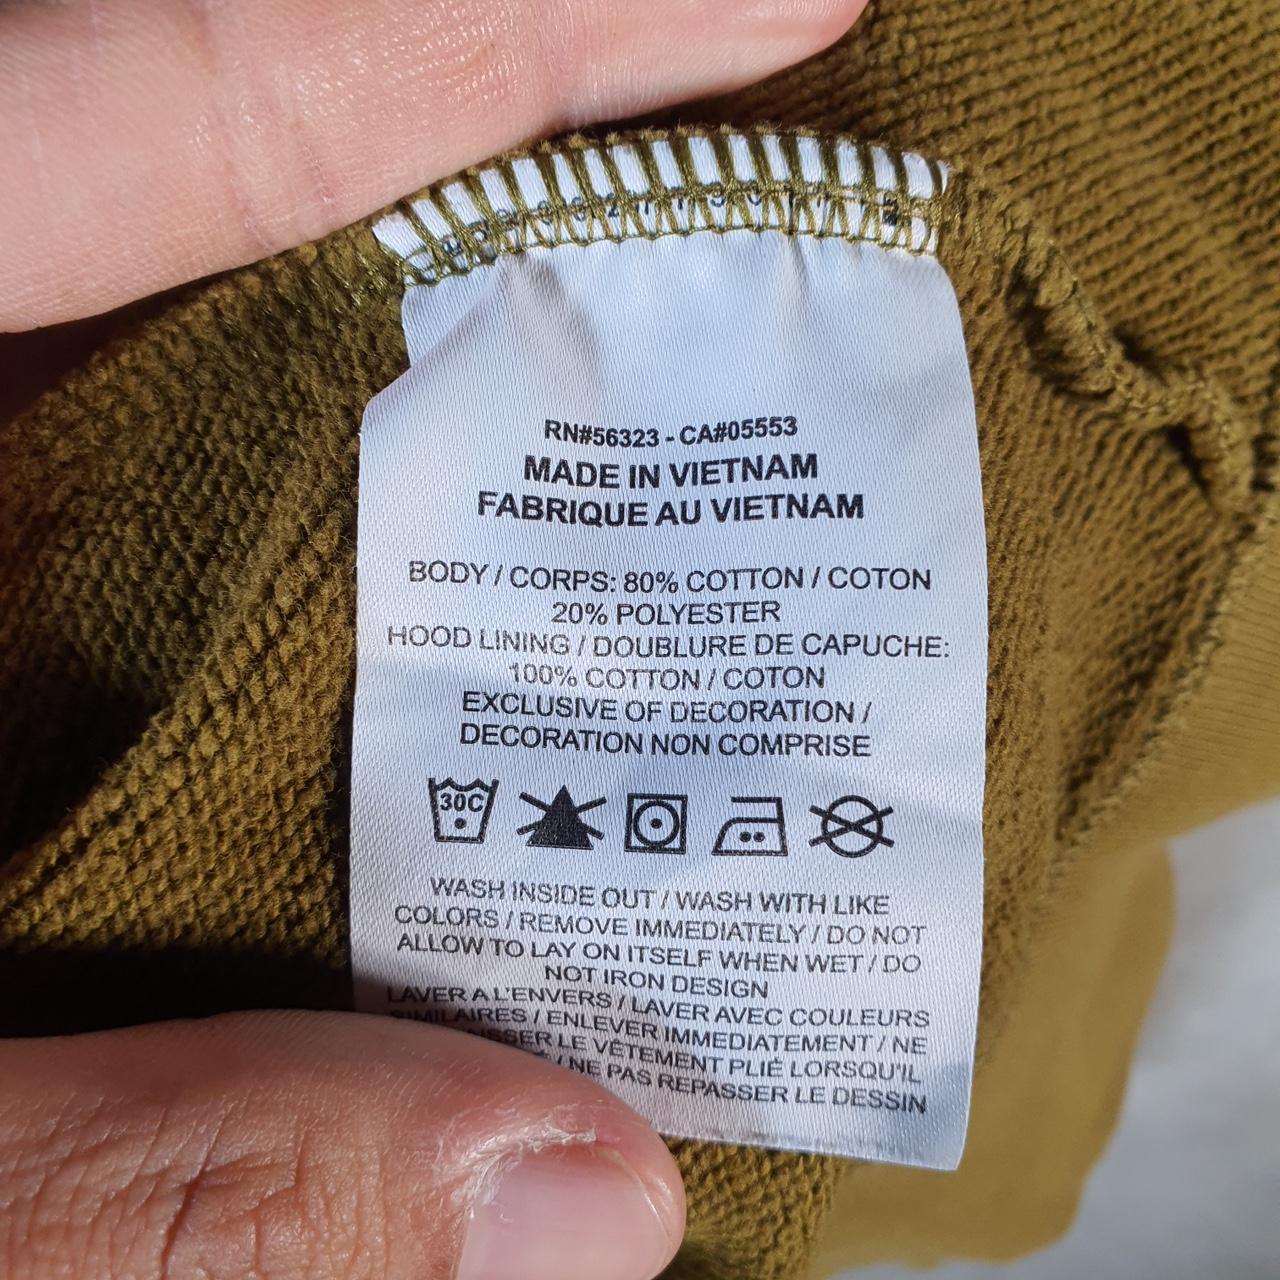 RN#56323 - CA#05553
MADE IN VIETNAM
FABRIQUE AU VIETNAM
BODY / CORPS: 80% COTTON / COTON
20% POLYESTER
HOOD LINING / DOUBLURE DE CAPUCHE:
100% COTTON / COTON
EXCLUSIVE OF DECORATION /
DECORATION NON COMPRISE
30C
WASH INSIDE OUT / WASH WITH LIKE
COLORS / REMOVE IMMEDIATELY / DO NOT
ALLOW TO LAY ON ITSELF WHEN WET / DO
NOT IRON DESIGN
LAVER A L'ENVERS / LAVER AVEC COULEURS
SIMILAIRES / ENLEVER IMMEDIATEMENT / NE
LE VÊTEMENT PLIÉ LORSQU'IL
/ NE PAS REPASSER LE DESSIN